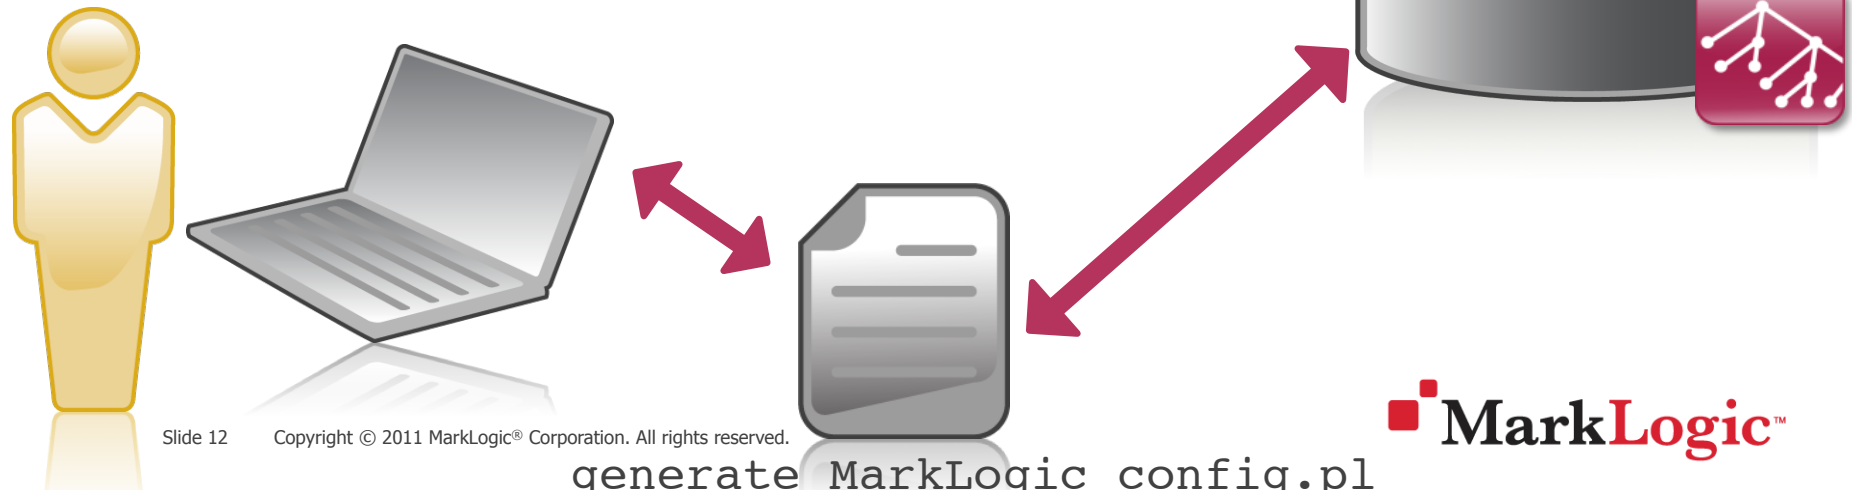 Slide 12 Copyright © 2011 MarkLogic® Corporation. All rights reserved.
MarkLogic™
generate MarkLogic config.pl